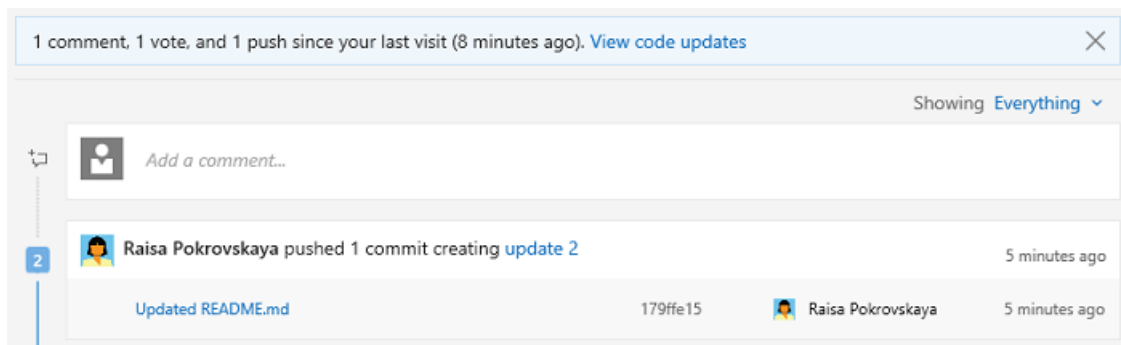 1 comment, 1 vote, and 1 push since your last visit (8 minutes ago). View code updates
Showing Everything
Add a comment...
Raisa Pokrovskaya pushed 1 commit creating update 2
5 minutes ago
2
Updated README.md 179ffe15 Raisa Pokrovskaya 5 minutes ago